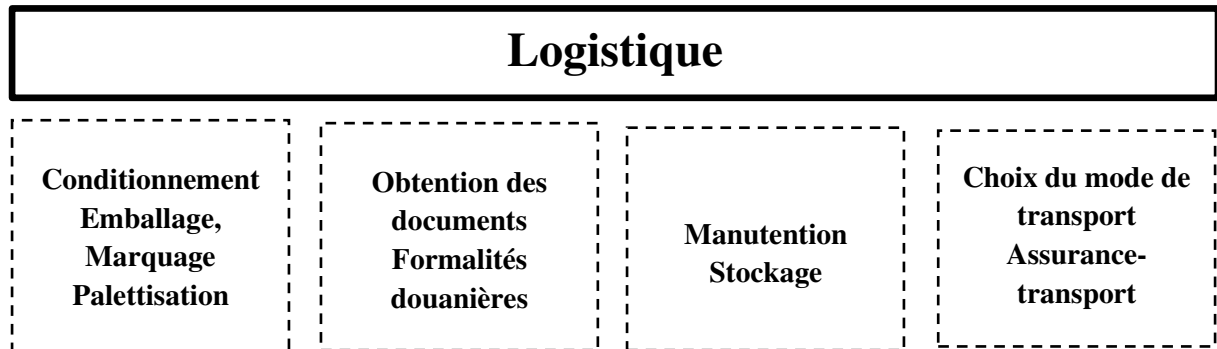 Logistique
Conditionnement
Emballage,
Marquage
Palettisation
Obtention des
documents
Formalités
douanières
Manutention
Stockage
Choix du mode de
transport
Assurance-
transport